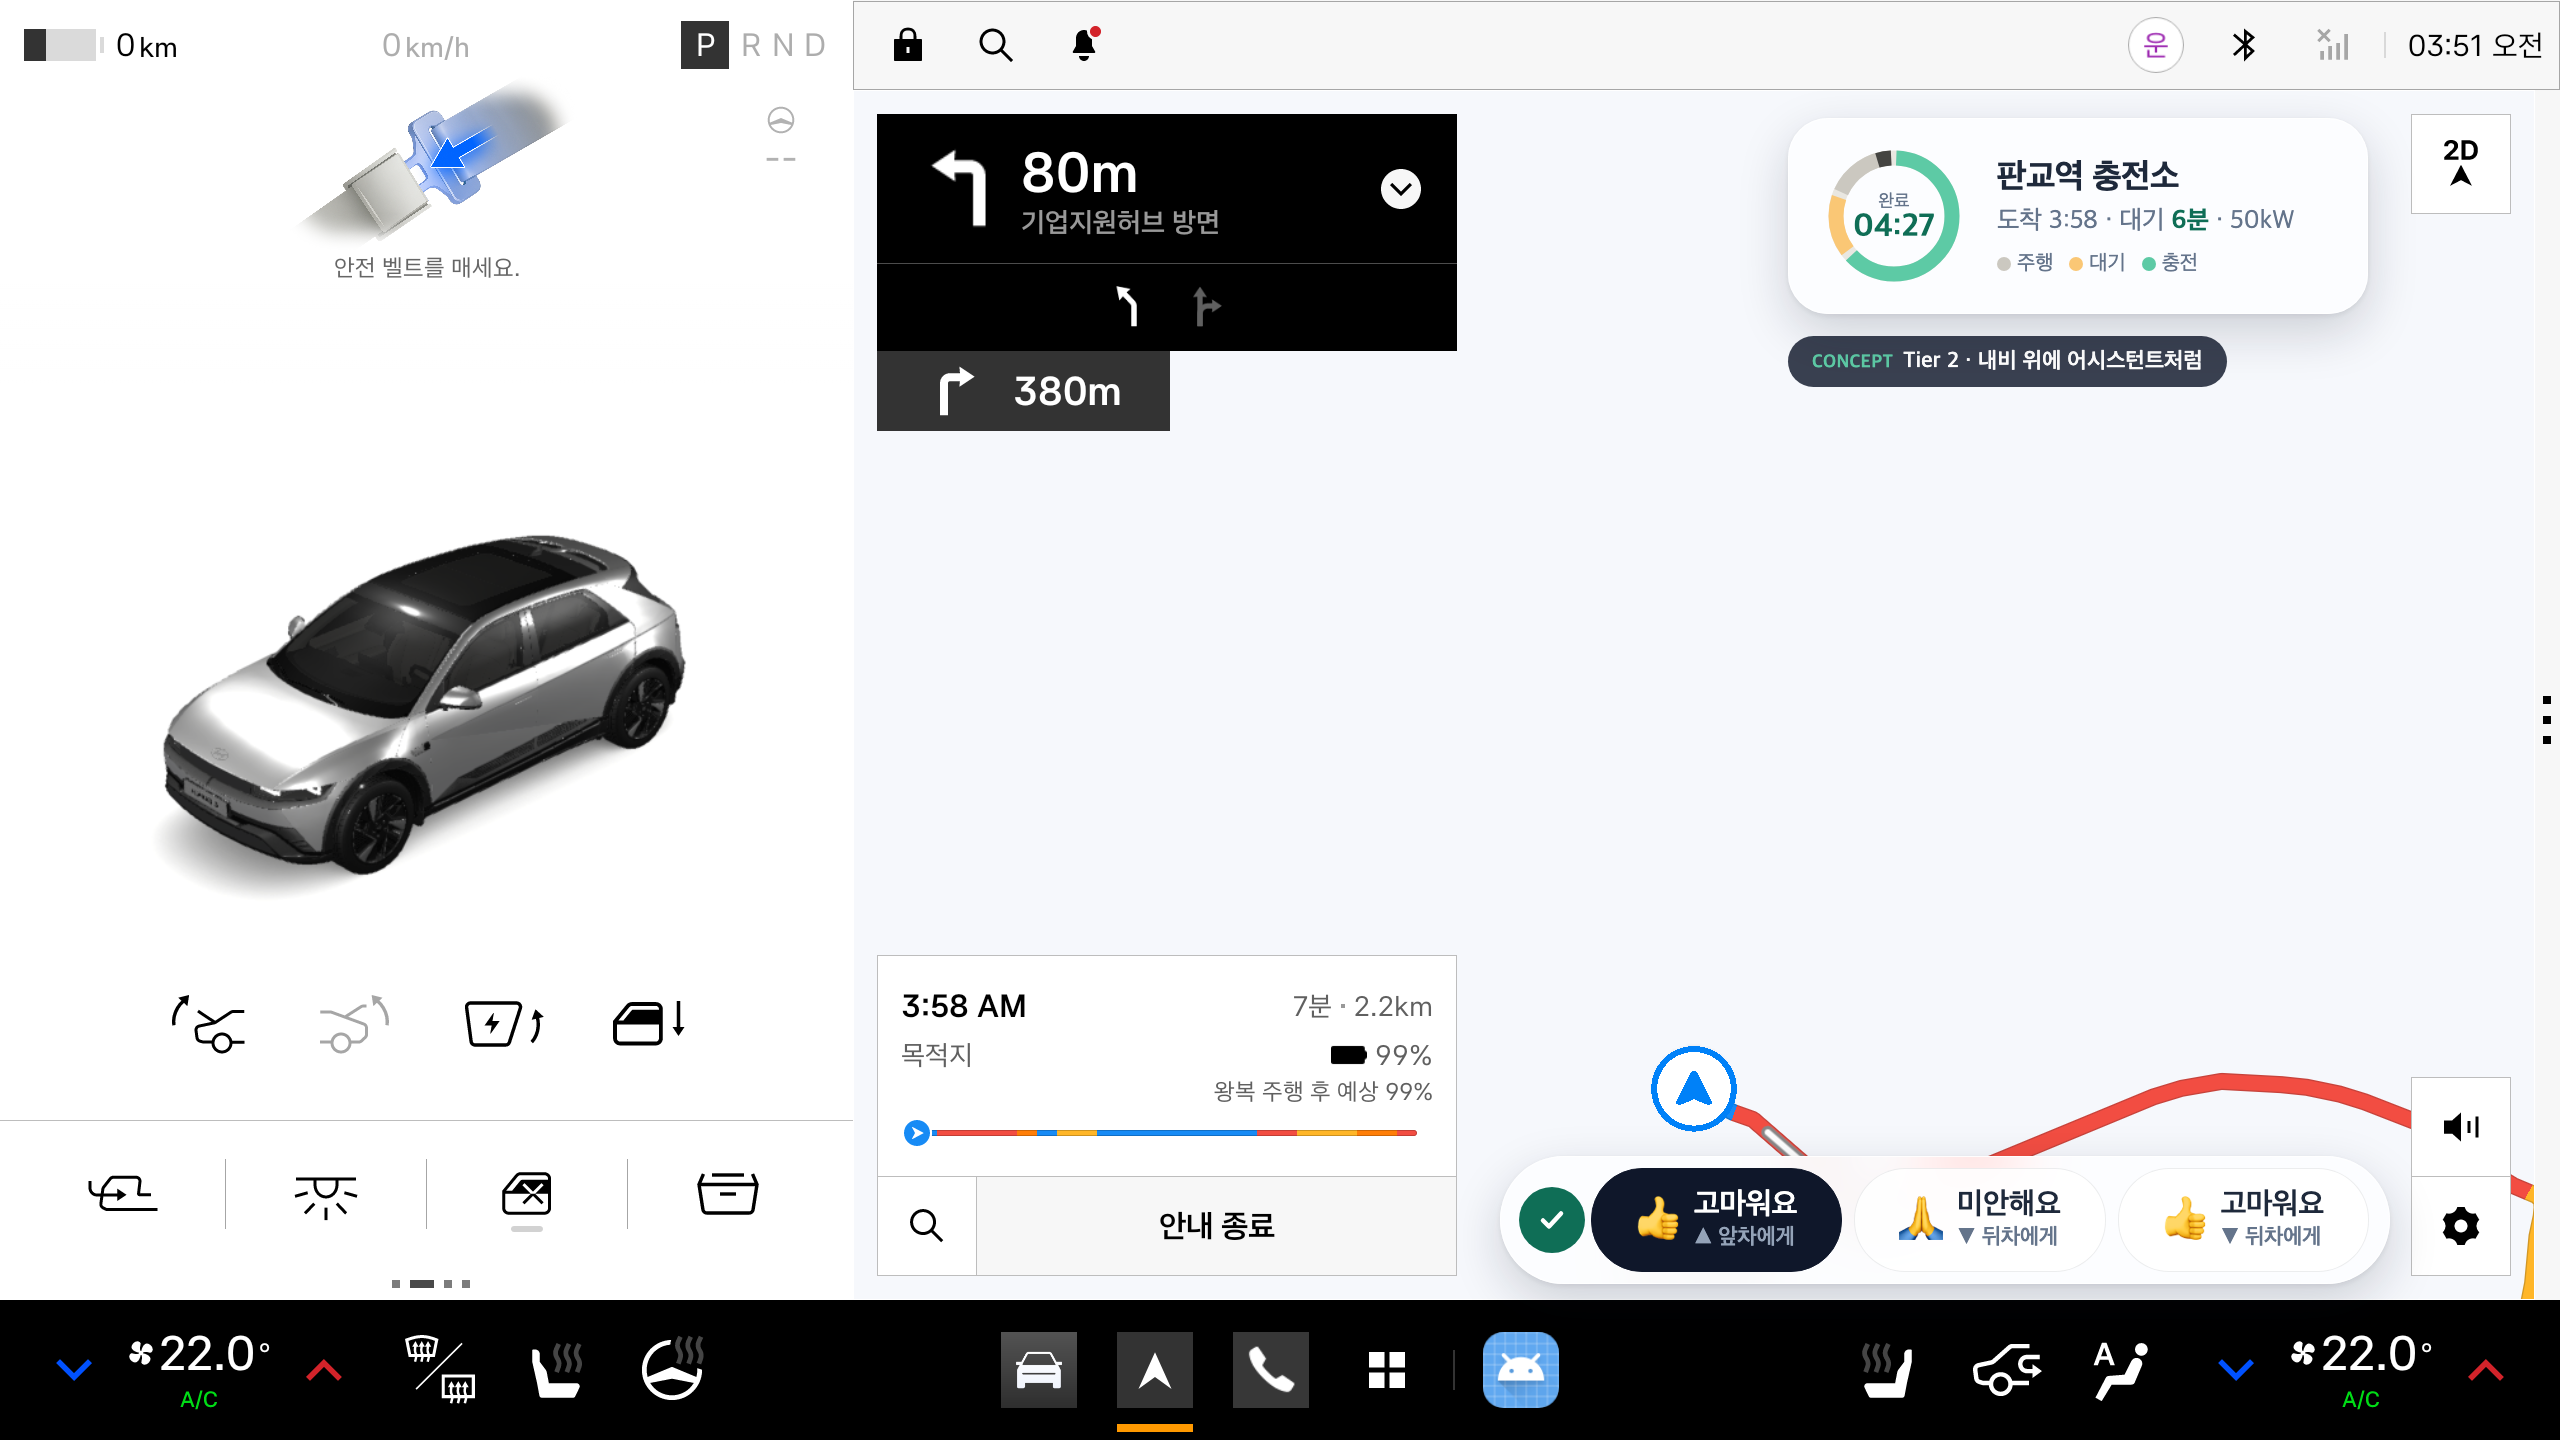 0 km
0 km/h
P R N D
안전 벨트를 매세요.
운
03:51 오전
80m
기업지원허브 방면
380m
완료
04:27
판교역 충전소
도착 3:58 · 대기 6분 · 50kW
주행 대기 충전
CONCEPT Tier 2 · 내비 위에 어시스턴트처럼
2D
3:58 AM
7분 · 2.2km
목적지
99%
왕복 주행 후 예상 99%
안내 종료
고마워요
▲ 앞차에게
미안해요
▼ 뒤차에게
고마워요
▼ 뒤차에게
22.0°
A/C
A
22.0°
A/C